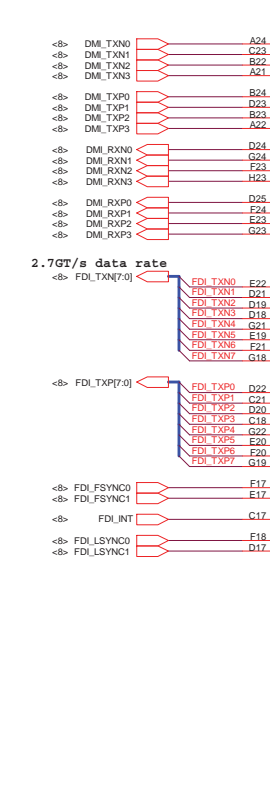 <8> DMI_TXN0 A24
<8> DMI_TXN1 C23
<8> DMI_TXN2 B22
<8> DMI_TXN3 A21
<8> DMI_TXP0 B24
<8> DMI_TXP1 D23
<8> DMI_TXP2 B23
<8> DMI_TXP3 A22
<8> DMI_RXN0 D24
<8> DMI_RXN1 G24
<8> DMI_RXN2 F23
<8> DMI_RXN3 H23
<8> DMI_RXP0 D25
<8> DMI_RXP1 F24
<8> DMI_RXP2 E23
<8> DMI_RXP3 G23
2.7GT/s data rate
<8> FDI_TXN[7:0]
FDI_TXN0 E22
FDI_TXN1 D21
FDI_TXN2 D19
FDI_TXN3 D18
FDI_TXN4 G21
FDI_TXN5 E19
FDI_TXN6 F21
FDI_TXN7 G18
<8> FDI_TXP[7:0]
FDI_TXP0 D22
FDI_TXP1 C21
FDI_TXP2 D20
FDI_TXP3 C18
FDI_TXP4 G22
FDI_TXP5 E20
FDI_TXP6 F20
FDI_TXP7 G19
<8> FDI_FSYNC0 F17
<8> FDI_FSYNC1 E17
<8> FDI_INT C17
<8> FDI_LSYNC0 F18
<8> FDI_LSYNC1 D17